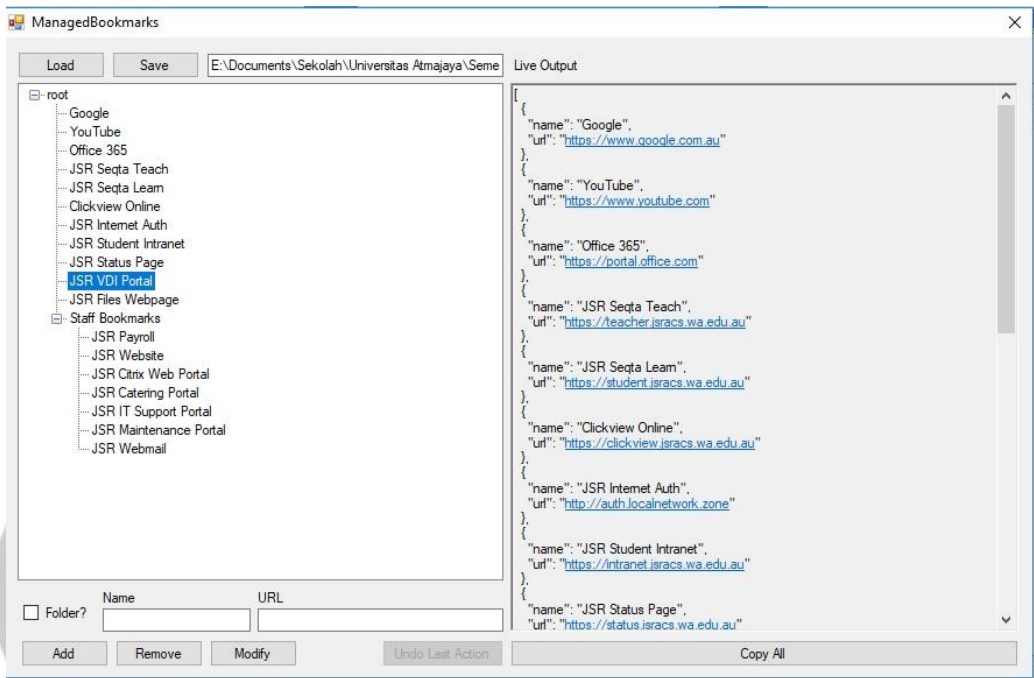 ManagedBookmarks
Load
Save
E:\Documents\Sekolah\Universitas Atmajaya\Seme
Live Output
root
Google
YouTube
Office 365
JSR Seqta Teach
JSR Seqta Learn
Clickview Online
JSR Internet Auth
JSR Student Intranet
JSR Status Page
JSR VDI Portal
JSR Files Webpage
Staff Bookmarks
JSR Payroll
JSR Website
JSR Citrix Web Portal
JSR Catering Portal
JSR IT Support Portal
JSR Maintenance Portal
JSR Webmail
[
{
"name": "Google",
"url": "https://www.google.com.au"
},
{
"name": "YouTube",
"url": "https://www.youtube.com"
},
{
"name": "Office 365",
"url": "https://portal.office.com"
},
{
"name": "JSR Seqta Teach",
"url": "https://teacher.jsracs.wa.edu.au"
},
{
"name": "JSR Seqta Learn",
"url": "https://student.jsracs.wa.edu.au"
},
{
"name": "Clickview Online",
"url": "https://clickview.jsracs.wa.edu.au"
},
{
"name": "JSR Internet Auth",
"url": "http://auth.localnetwork.zone"
},
{
"name": "JSR Student Intranet",
"url": "https://intranet.jsracs.wa.edu.au"
},
{
"name": "JSR Status Page",
"url": "https://status.jsracs.wa.edu.au"
Folder?
Name
URL
Add
Remove
Modify
Undo Last Action
Copy All